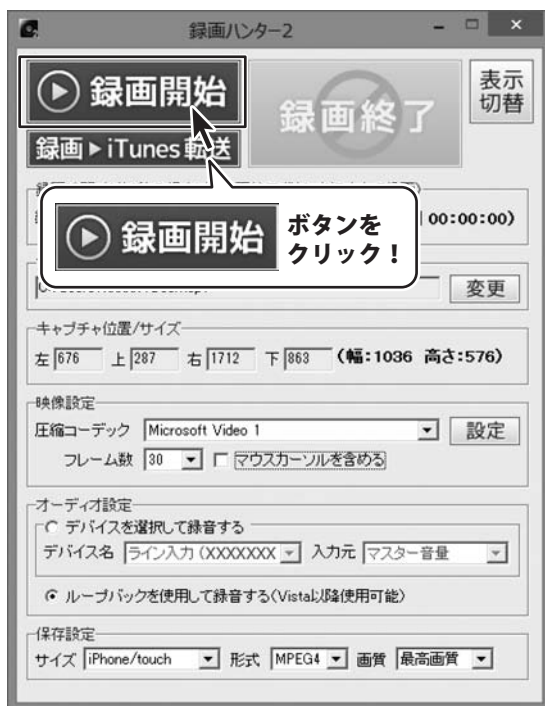 録画ハンター2
録画開始
録画終了
表示
切替
録画▶iTunes転送
録画開始
ボタンを
クリック！
00:00:00)
変更
キャプチャ位置/サイズ
左 676 上 287 右 1712 下 863 (幅:1036 高さ:576)
映像設定
圧縮コーデック Microsoft Video 1 設定
フレーム数 30 マウスカーソルを含める
オーディオ設定
デバイスを選択して録音する
デバイス名 ライン入力 (XXXXXXX 入力元 マスター音量
ループバックを使用して録音する(Vista以降使用可能)
保存設定
サイズ iPhone/touch 形式 MPEG4 画質 最高画質